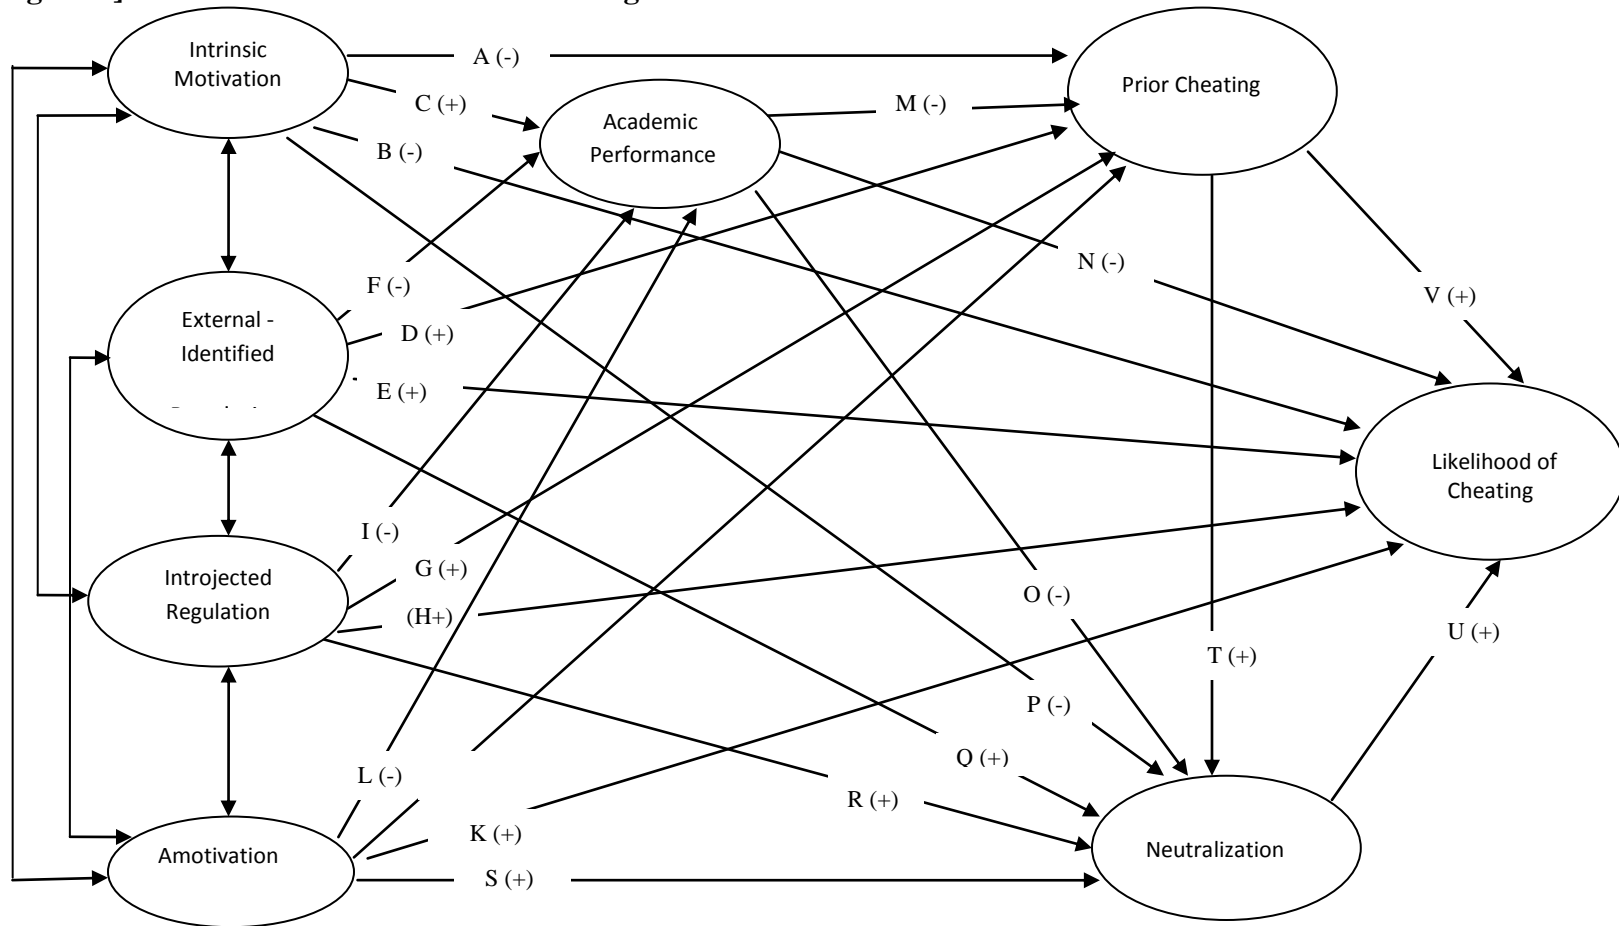 Intrinsic
Motivation
A (-)
Prior Cheating
C (+)
M (-)
Academic
Performance
B (-)
N (-)
F (-)
V (+)
External -
Identified
D (+)
E (+)
Likelihood of
Cheating
I (-)
G (+)
Introjected
Regulation
(H+)
O (-)
U (+)
T (+)
P (-)
Q (+)
L (-)
R (+)
K (+)
Amotivation
Neutralization
S (+)